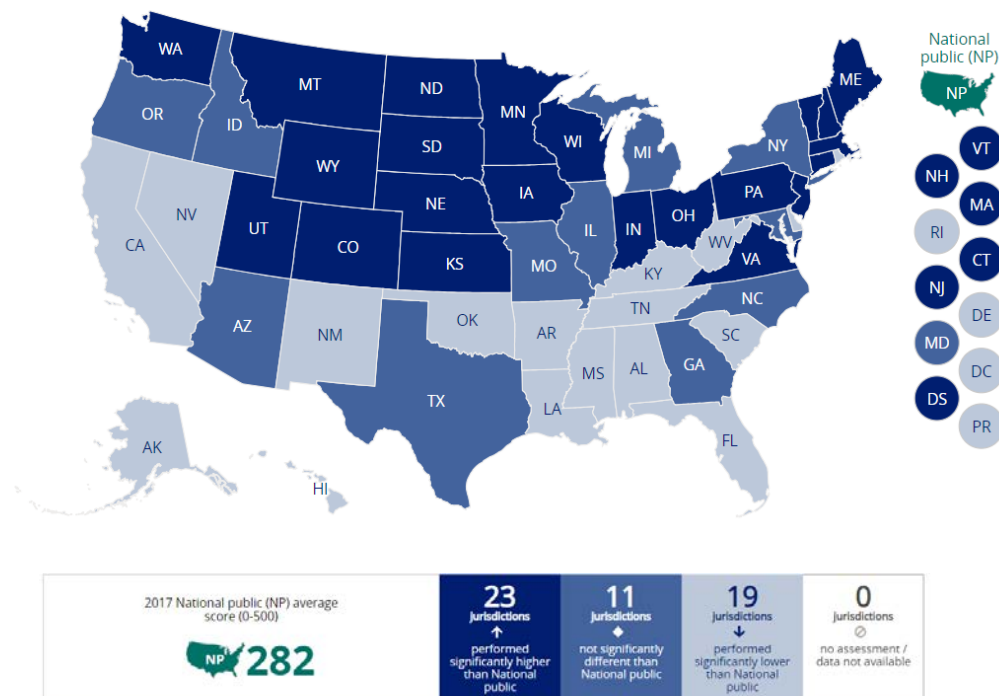 National
public (NP)
NP
WA
MT
ND
MN
ME
OR
ID
WY
SD
WI
MI
NY
NV
UT
CO
NE
IA
IL
IN
OH
PA
CA
KS
MO
KY
WV
VA
AZ
NM
OK
AR
TN
NC
TX
LA
MS
AL
GA
SC
FL
AK
HI
VT
NH
MA
RI
CT
NJ
DE
MD
DC
DS
PR
2017 National public (NP) average
score (0-500)
NP 282
23
jurisdictions
performed
significantly higher
than National
public
11
jurisdictions
not significantly
different than
National public
19
jurisdictions
performed
significantly lower
than National
public
0
jurisdictions
no assessment /
data not available